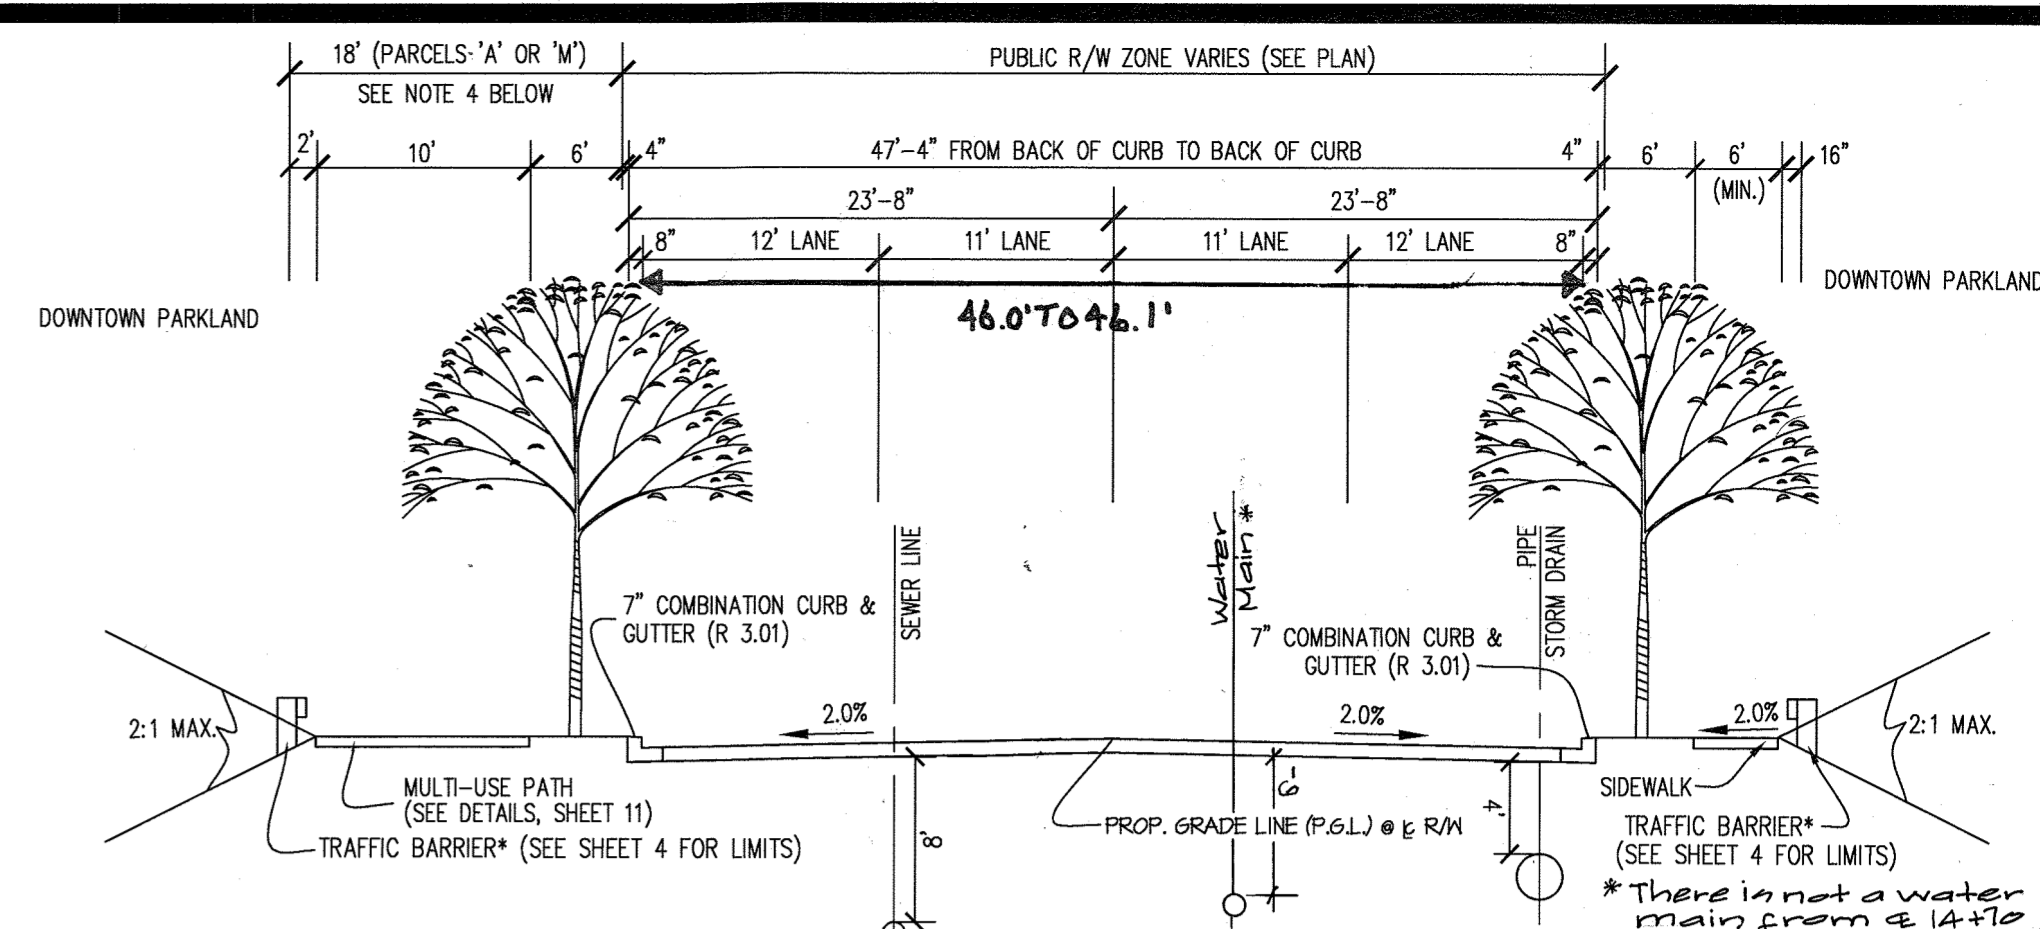 18' (PARCELS 'A' OR 'M')
PUBLIC R/W ZONE VARIES (SEE PLAN)
SEE NOTE 4 BELOW
2'
10'
6'
4"
47'-4" FROM BACK OF CURB TO BACK OF CURB
4"
6'
6'
16"
(MIN.)
23'-8"
23'-8"
8"
12' LANE
11' LANE
11' LANE
12' LANE
8"
DOWNTOWN PARKLAND
DOWNTOWN PARKLAND
46.0' TO 46.1'
SEWER LINE
Water
Main *
PIPE
STORM DRAIN
7" COMBINATION CURB &
GUTTER (R 3.01)
7" COMBINATION CURB &
GUTTER (R 3.01)
2:1 MAX.
2.0%
2.0%
2.0%
2:1 MAX.
MULTI-USE PATH
(SEE DETAILS, SHEET 11)
TRAFFIC BARRIER* (SEE SHEET 4 FOR LIMITS)
8'
PROP. GRADE LINE (P.G.L.) @ ℄ R/W
6'
4'
SIDEWALK
TRAFFIC BARRIER*
(SEE SHEET 4 FOR LIMITS)
* There is not a water
main from ℄ 14+70